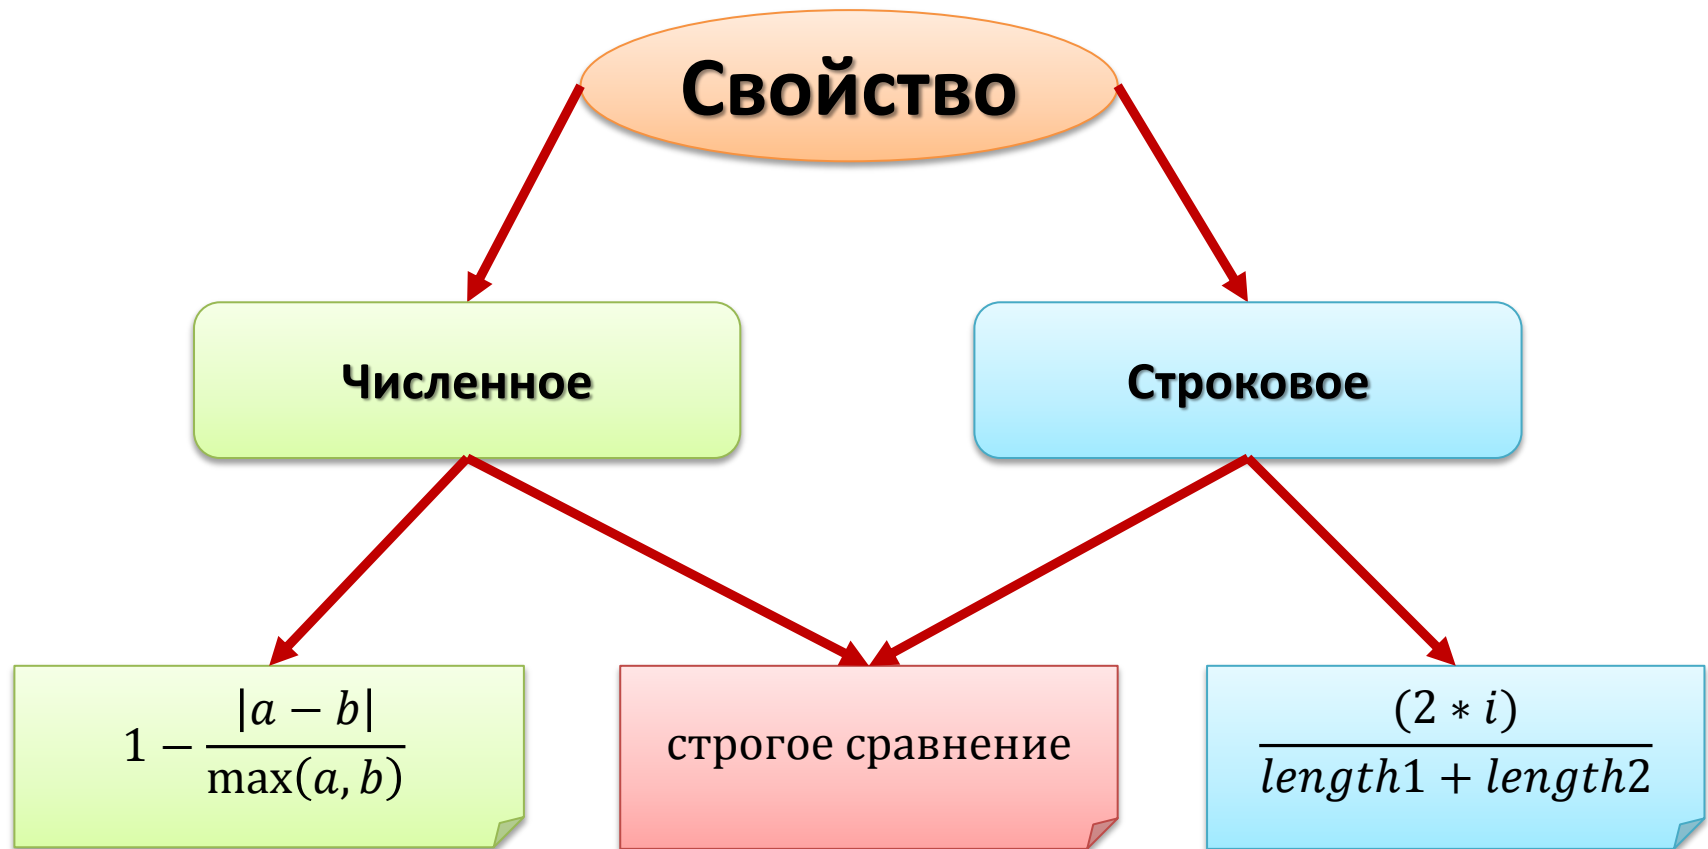 Свойство
Численное
Строковое
1 − |a − b| / max(a, b)
строгое сравнение
(2 ∗ i) / length1 + length2